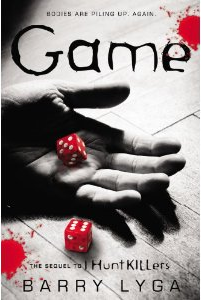 BODIES ARE PILING UP. AGAIN.
Game
THE SEQUEL TO I HUNT KILLERS
BARRY LYGA